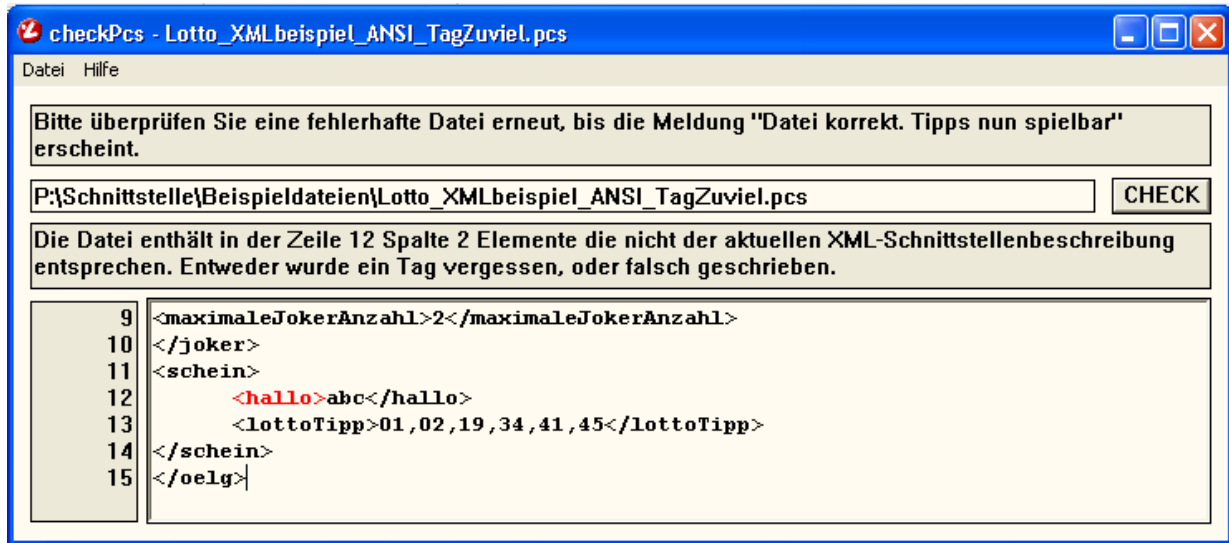 checkPcs - Lotto_XMLbeispiel_ANSI_TagZuviel.pcs
Datei Hilfe
Bitte überprüfen Sie eine fehlerhafte Datei erneut, bis die Meldung "Datei korrekt. Tipps nun spielbar"
erscheint.
P:\Schnittstelle\Beispieldateien\Lotto_XMLbeispiel_ANSI_TagZuviel.pcs CHECK
Die Datei enthält in der Zeile 12 Spalte 2 Elemente die nicht der aktuellen XML-Schnittstellenbeschreibung
entsprechen. Entweder wurde ein Tag vergessen, oder falsch geschrieben.
9 <maximaleJokerAnzahl>2</maximaleJokerAnzahl>
10 </joker>
11 <schein>
12 <hallo>abc</hallo>
13 <lottoTipp>01,02,19,34,41,45</lottoTipp>
14 </schein>
15 </oelg>